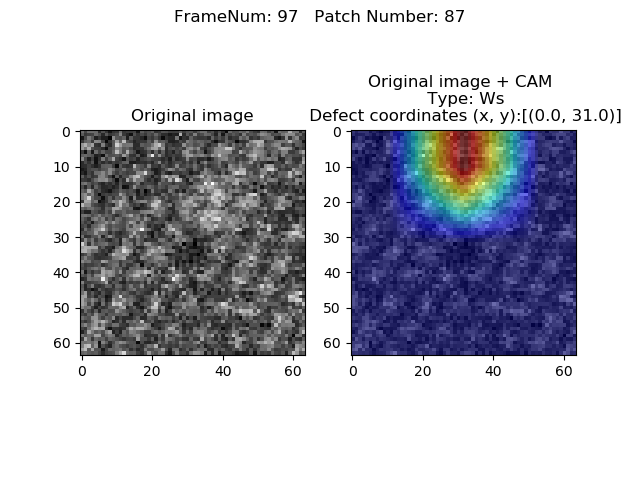 FrameNum: 97   Patch Number: 87
Original image
Original image + CAM
Type: Ws
Defect coordinates (x, y):[(0.0, 31.0)]
0
10
20
30
40
50
60
0 20 40 60
0
10
20
30
40
50
60
0 20 40 60